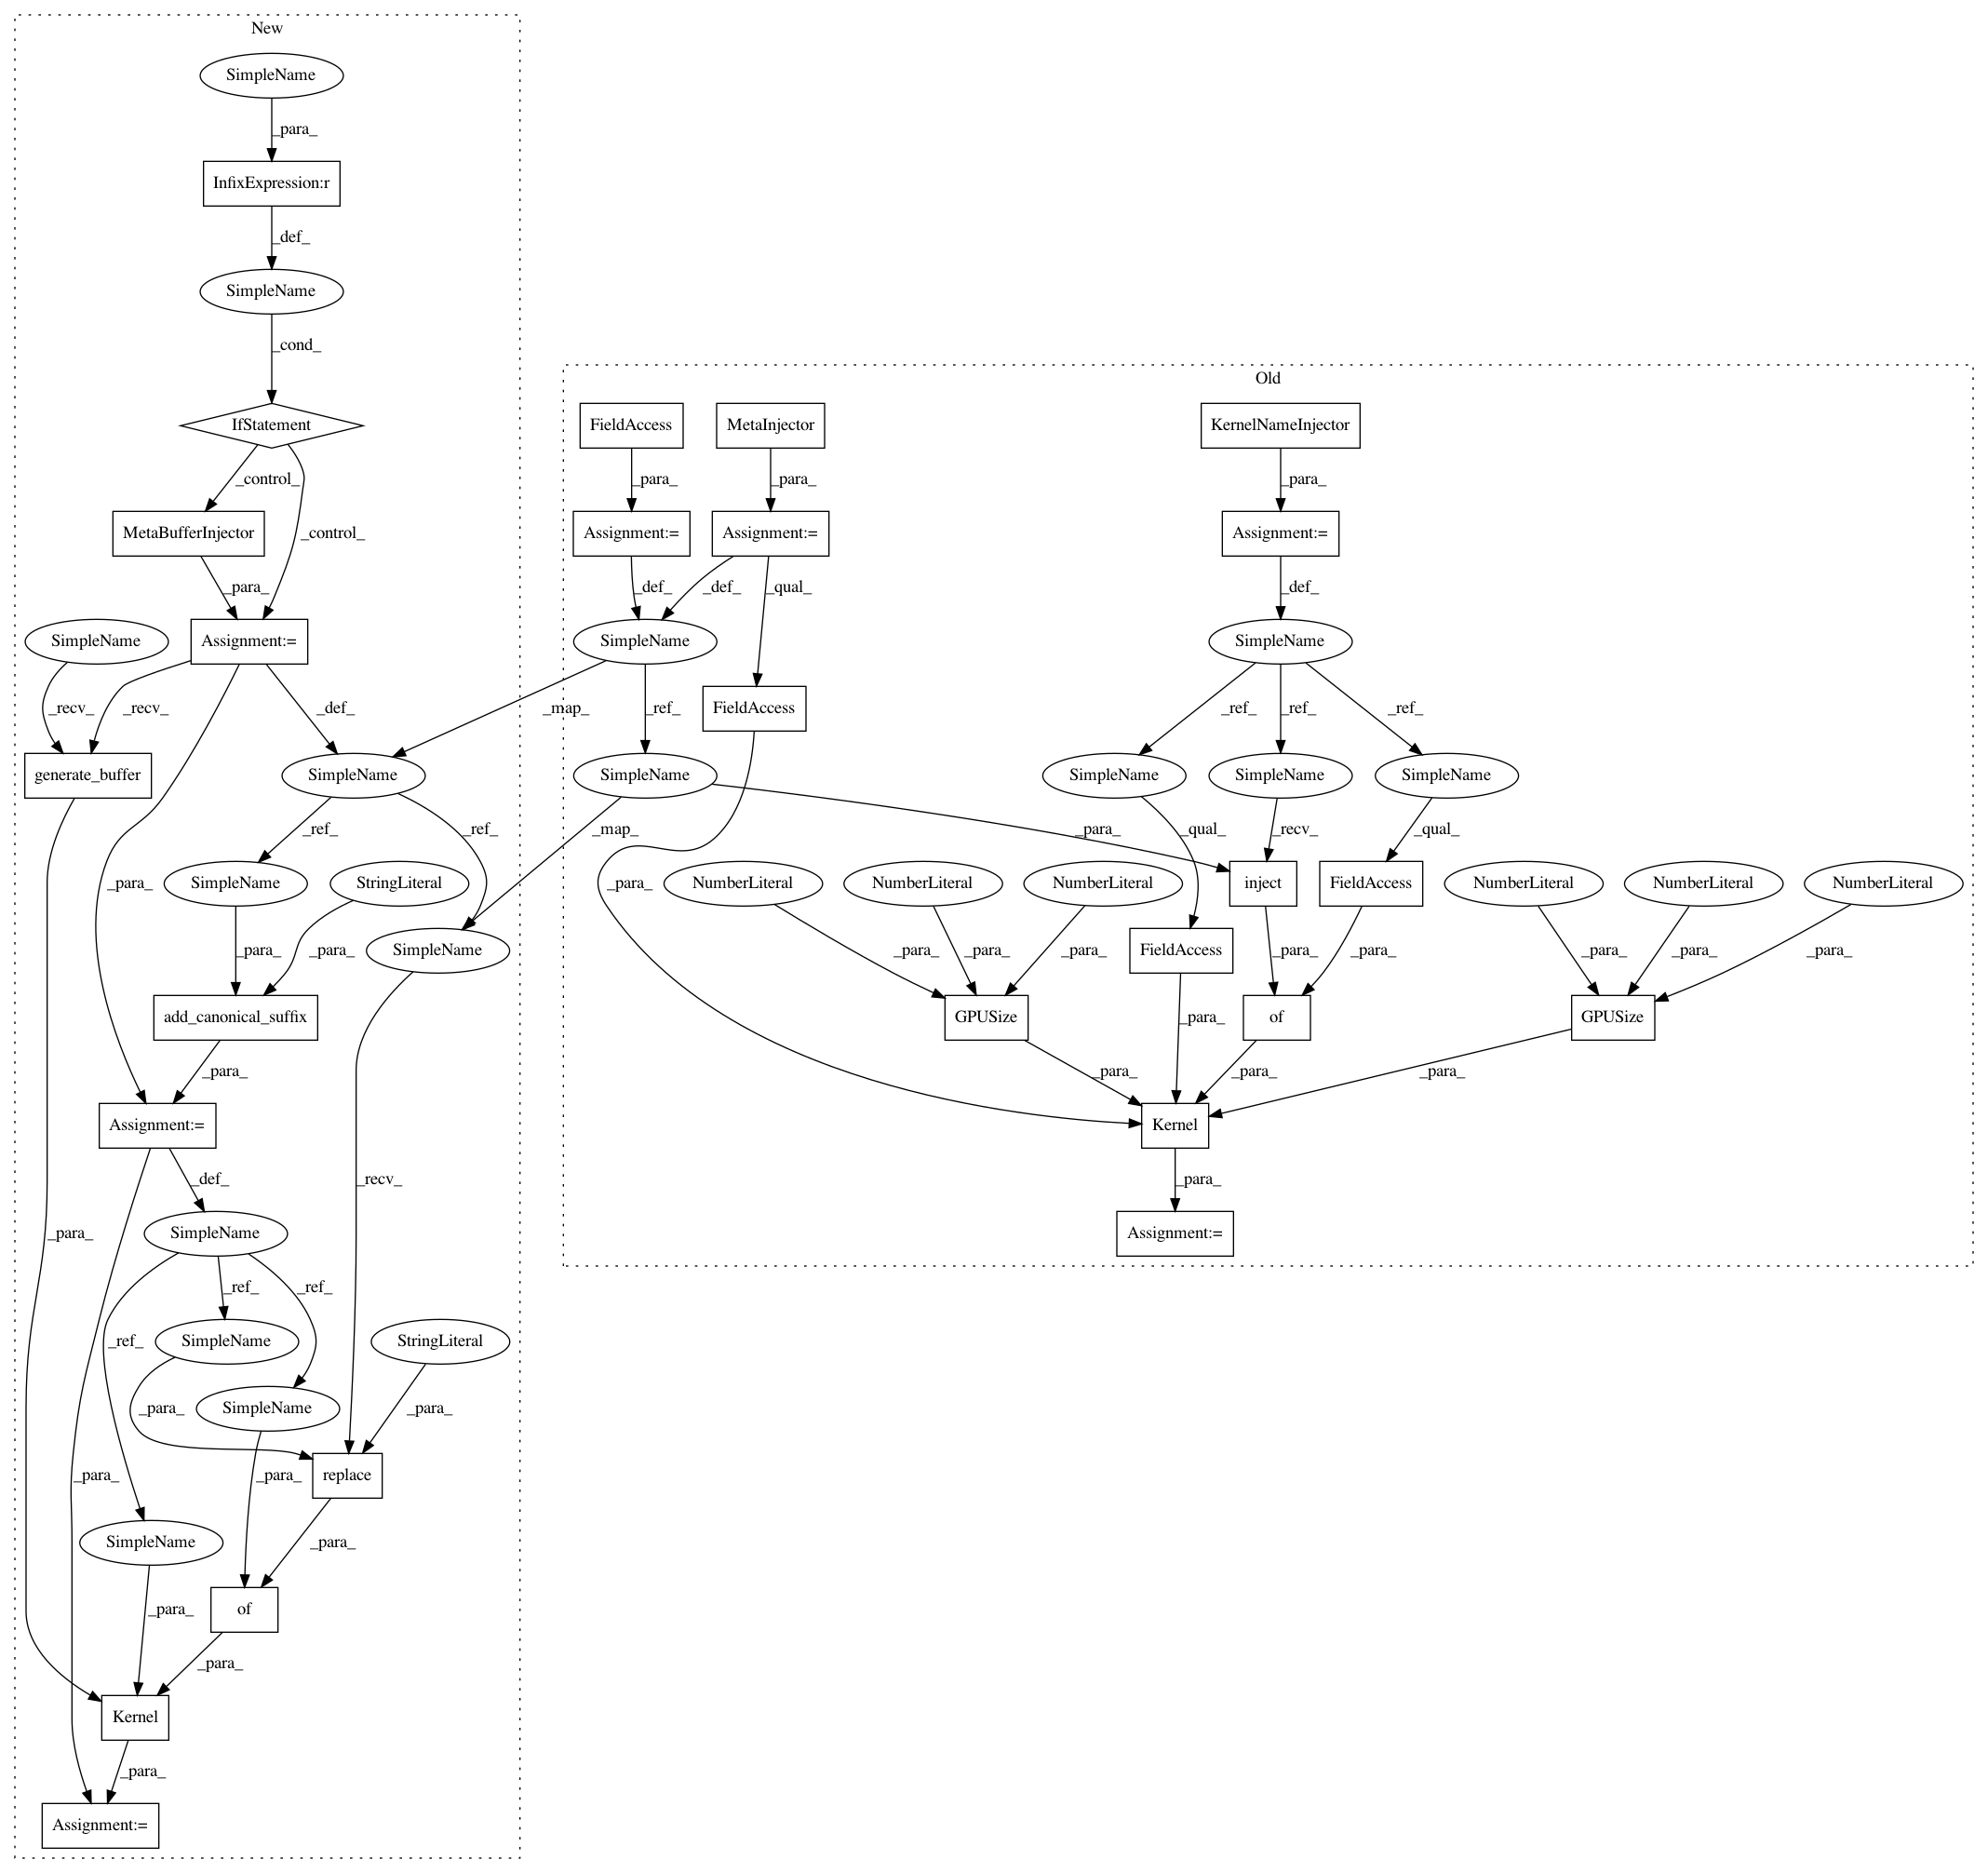 New
SimpleName
_para_
InfixExpression:r
_def_
SimpleName
_cond_
IfStatement
_control_
_control_
MetaBufferInjector
_para_
SimpleName
Assignment:=
_recv_
_recv_
_def_
generate_buffer
SimpleName
_ref_
_ref_
_para_
SimpleName
StringLiteral
_para_
_para_
SimpleName
add_canonical_suffix
_para_
Assignment:=
_def_
_recv_
_para_
SimpleName
_ref_
_ref_
_ref_
SimpleName
StringLiteral
_para_
_para_
SimpleName
replace
_para_
_para_
_para_
SimpleName
of
_para_
_para_
Kernel
_para_
Assignment:=
_map_
_map_
Old
FieldAccess
MetaInjector
KernelNameInjector
_para_
_para_
_para_
Assignment:=
Assignment:=
Assignment:=
_def_
_def_
_qual_
_def_
SimpleName
SimpleName
FieldAccess
_ref_
_ref_
_ref_
_ref_
SimpleName
SimpleName
SimpleName
SimpleName
_para_
_qual_
_recv_
_qual_
_para_
NumberLiteral
NumberLiteral
NumberLiteral
inject
FieldAccess
NumberLiteral
NumberLiteral
NumberLiteral
_para_
_para_
_para_
FieldAccess
_para_
_para_
_para_
_para_
_para_
GPUSize
_para_
of
GPUSize
_para_
_para_
_para_
Kernel
_para_
Assignment:=